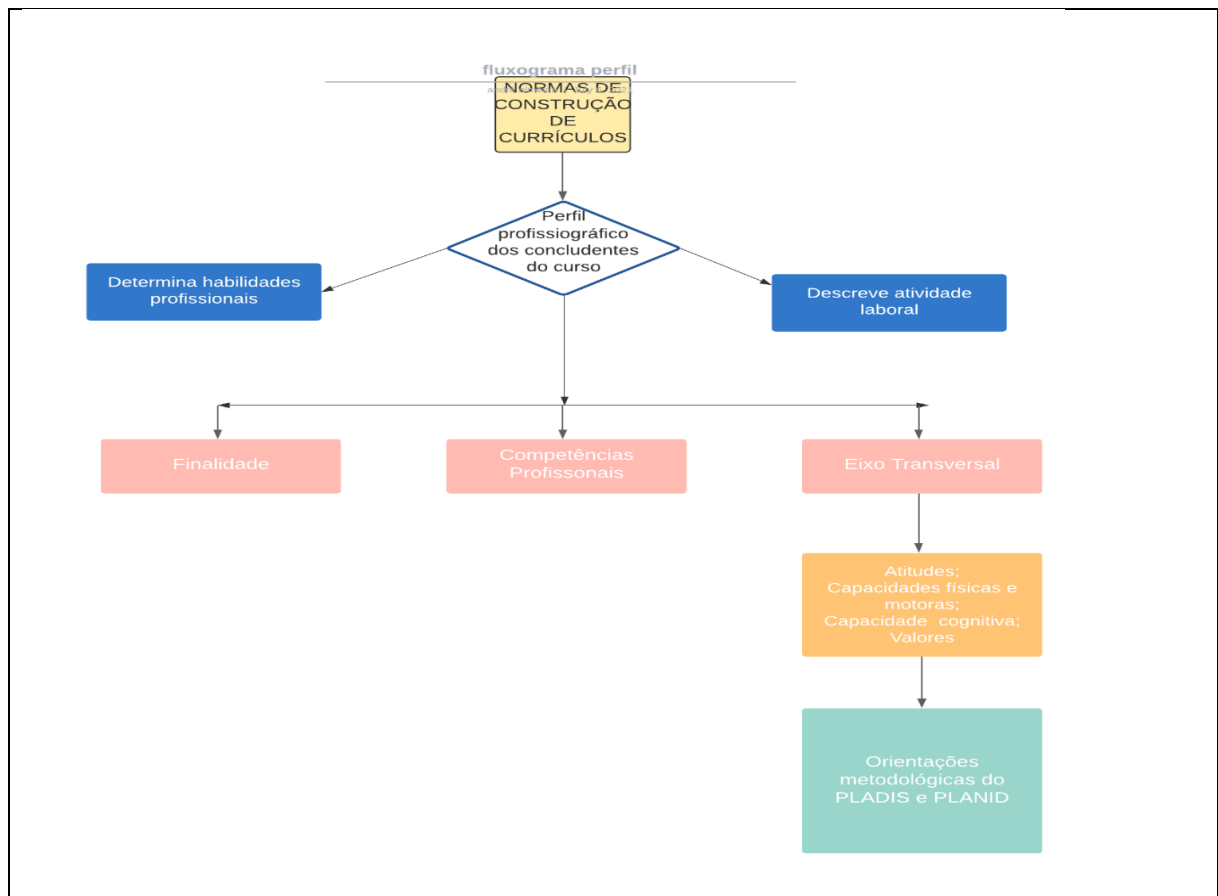 fluxograma perfil
NORMAS DE
CONSTRUÇÃO
DE
CURRÍCULOS
Perfil
profissiográfico
dos concludentes
do curso
Determina habilidades
profissionais
Descreve atividade
laboral
Finalidade
Competências
Profissonais
Eixo Transversal
Atitudes;
Capacidades físicas e
motoras;
Capacidade cognitiva;
Valores
Orientações
metodológicas do
PLADIS e PLANID